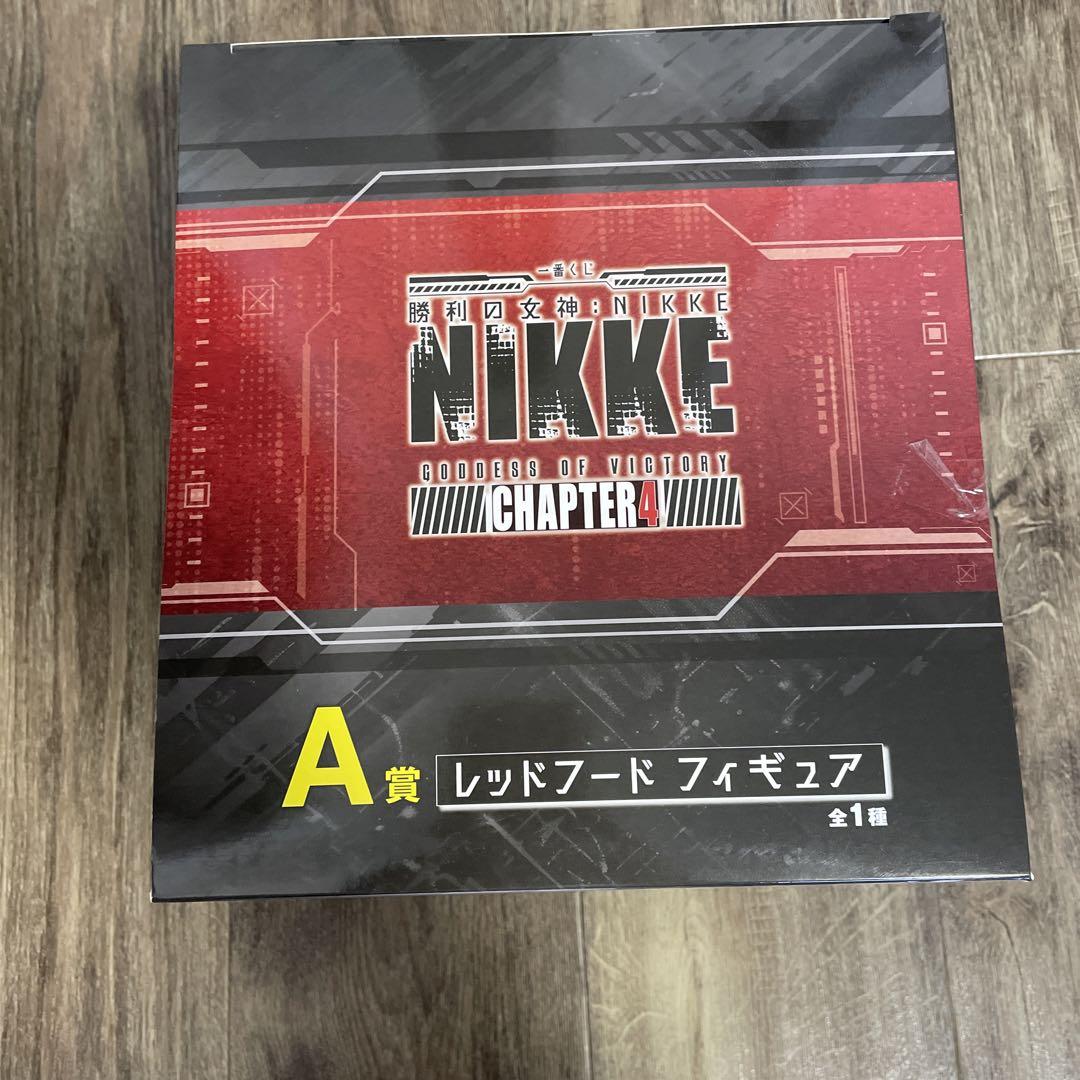 一番くじ
勝利の女神:NIKKE
NIKKE
GODDESS OF VICTORY
CHAPTER4
A賞 レッドフード フィギュア
全1種